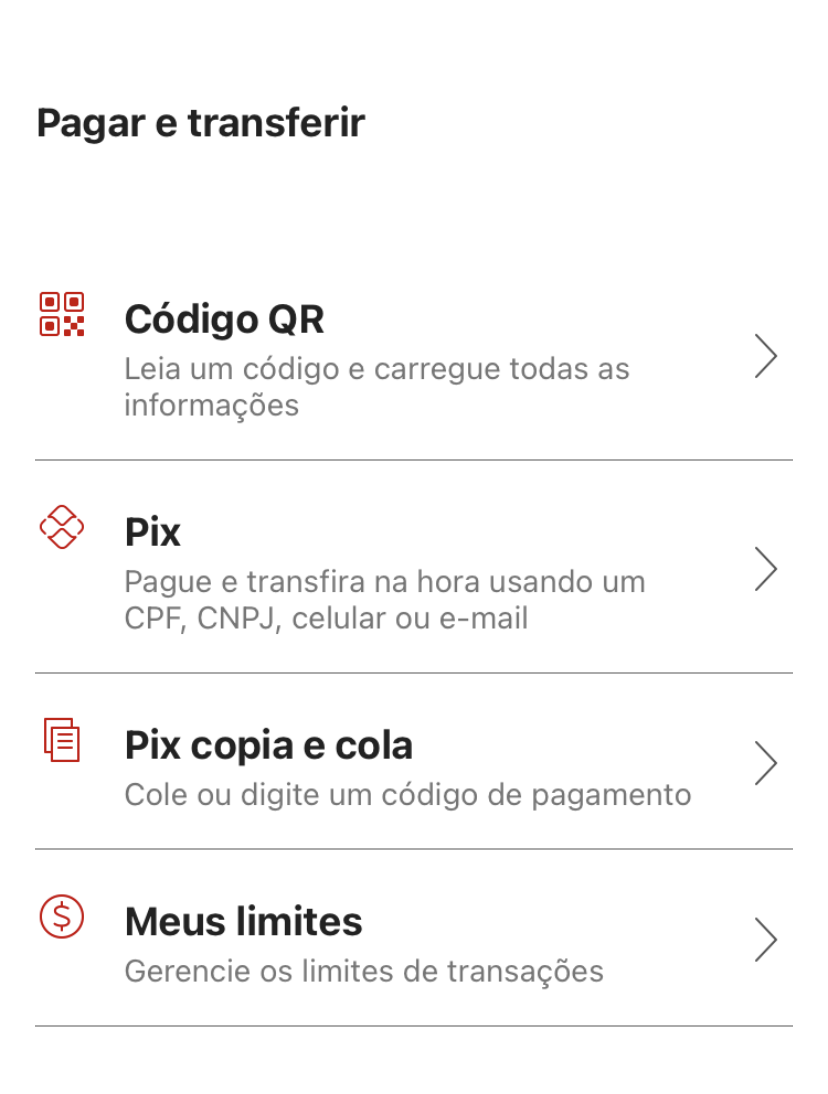 Pagar e transferir
Código QR
Leia um código e carregue todas as
informações
Pix
Pague e transfira na hora usando um
CPF, CNPJ, celular ou e-mail
Pix copia e cola
Cole ou digite um código de pagamento
Meus limites
Gerencie os limites de transações